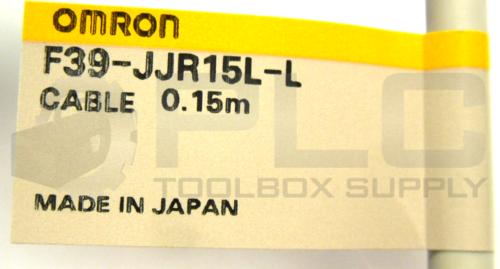 OMRON
F39-JJR15L-L
CABLE 0.15m
PLC
TOOLBOX SUPPLY
MADE IN JAPAN